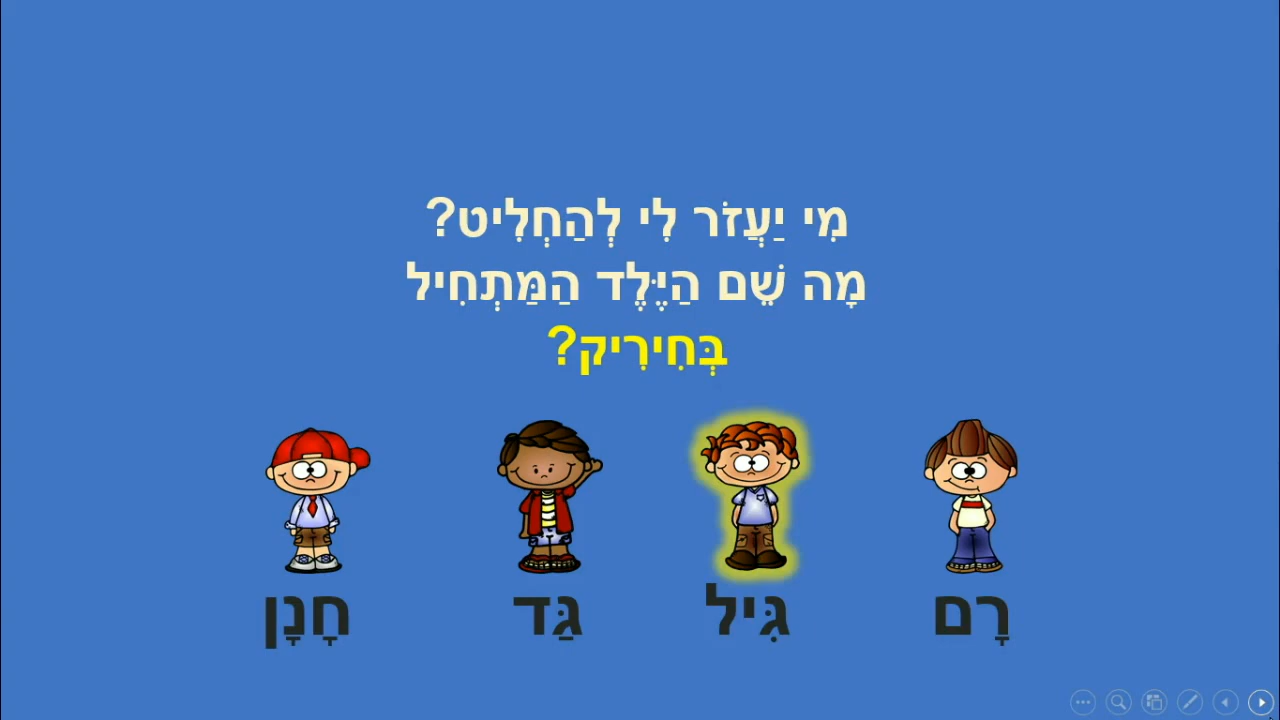 מִי יַעֲזֹר לִי לְהַחְלִיט?
מָה שֵׁם הַיֶּלֶד הַמַּתְחִיל
בְּחִירִיק?
רָם גִּיל גַּד חָנָן